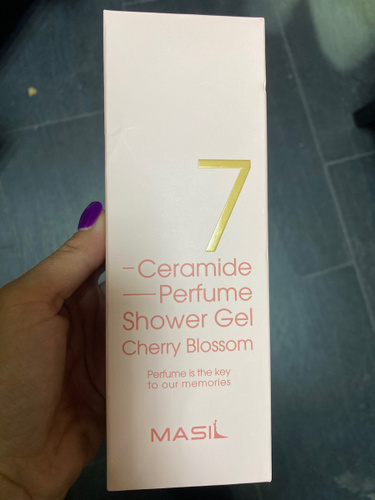 7
Ceramide
Perfume
Shower Gel
Cherry Blossom
Perfume is the key
to our memories
MASIL